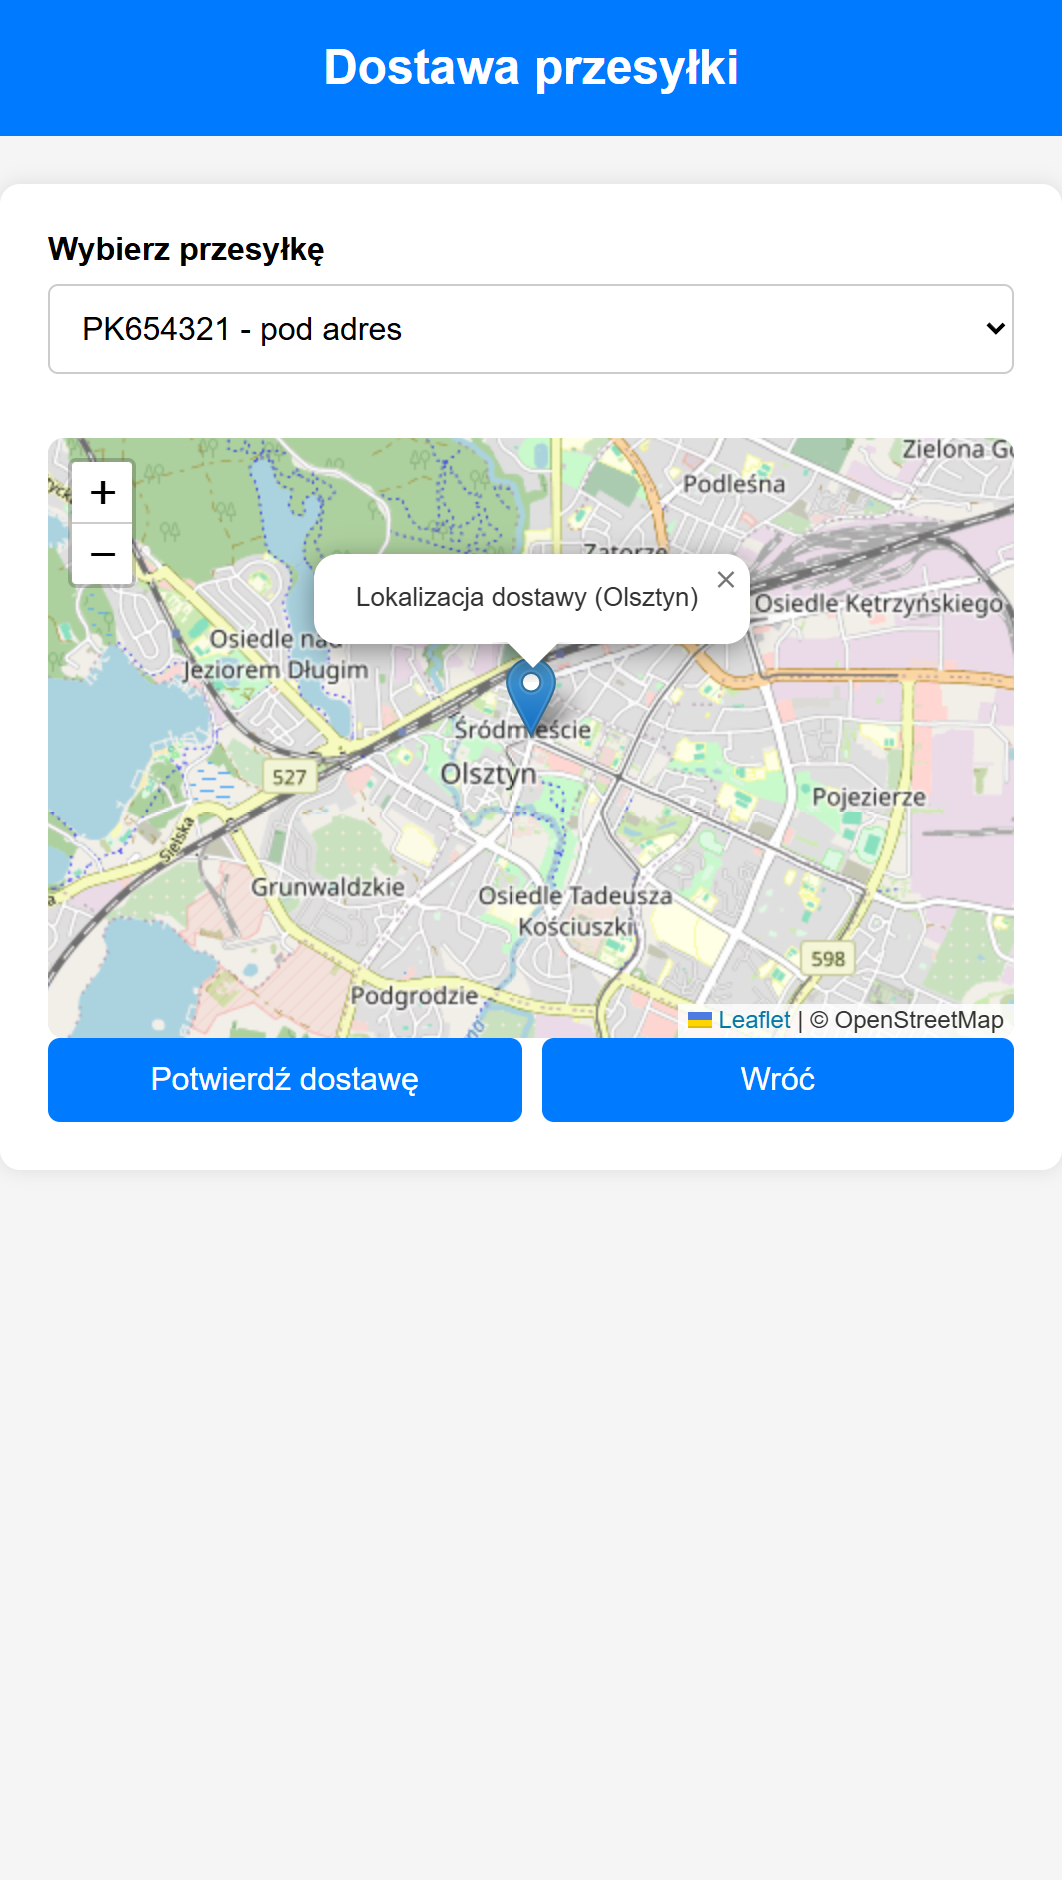 Dostawa przesyłki
Wybierz przesyłkę
PK654321 - pod adres
+
−
Zielona
Podleśna
Zatorze
Lokalizacja dostawy (Olsztyn)
×
Osiedle Kętrzyńskiego
Osiedle nad
Jeziorem Długim
Śródmieście
Olsztyn
527
Pojezierze
Sielska
Grunwaldzkie
Osiedle Tadeusza
Kościuszki
598
Podgrodzie
Leaflet | © OpenStreetMap
Potwierdź dostawę
Wróć